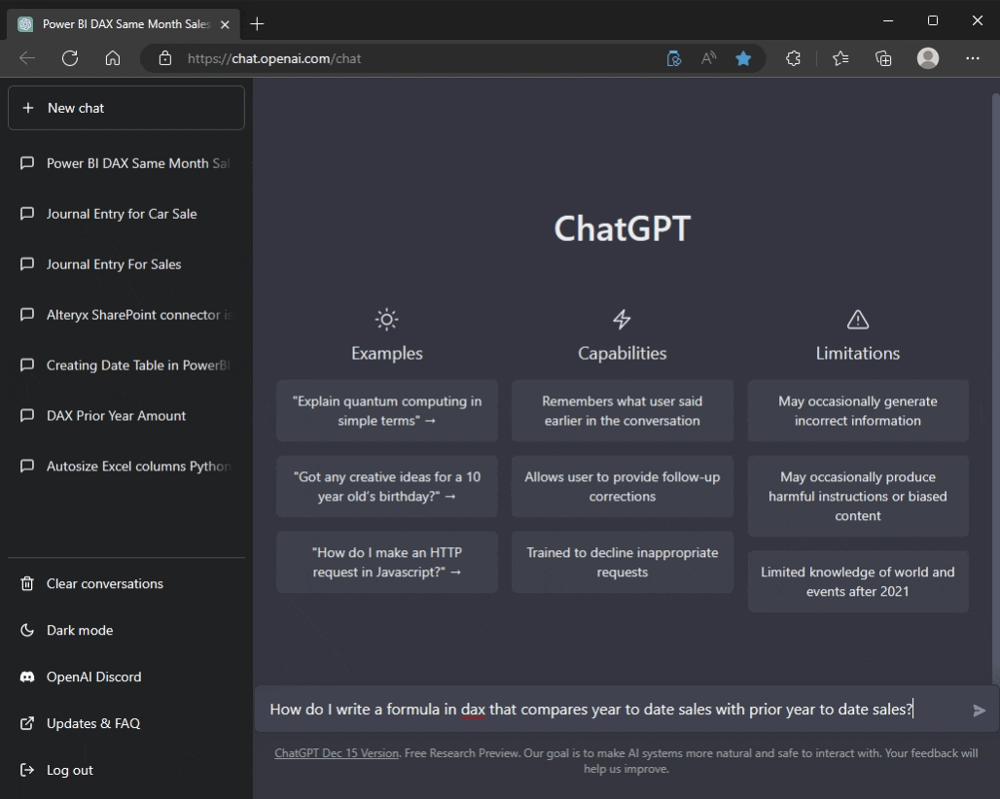 Power BI DAX Same Month Sales
https://chat.openai.com/chat
New chat
Power BI DAX Same Month Sal
Journal Entry for Car Sale
Journal Entry For Sales
Alteryx SharePoint connector is
Creating Date Table in PowerBI
DAX Prior Year Amount
Autosize Excel columns Python
Clear conversations
Dark mode
OpenAI Discord
Updates & FAQ
Log out
ChatGPT
Examples
"Explain quantum computing in
simple terms" →
"Got any creative ideas for a 10
year old's birthday?" →
"How do I make an HTTP
request in Javascript?" →
Capabilities
Remembers what user said
earlier in the conversation
Allows user to provide follow-up
corrections
Trained to decline inappropriate
requests
Limitations
May occasionally generate
incorrect information
May occasionally produce
harmful instructions or biased
content
Limited knowledge of world and
events after 2021
How do I write a formula in dax that compares year to date sales with prior year to date sales?
ChatGPT Dec 15 Version. Free Research Preview. Our goal is to make AI systems more natural and safe to interact with. Your feedback will
help us improve.